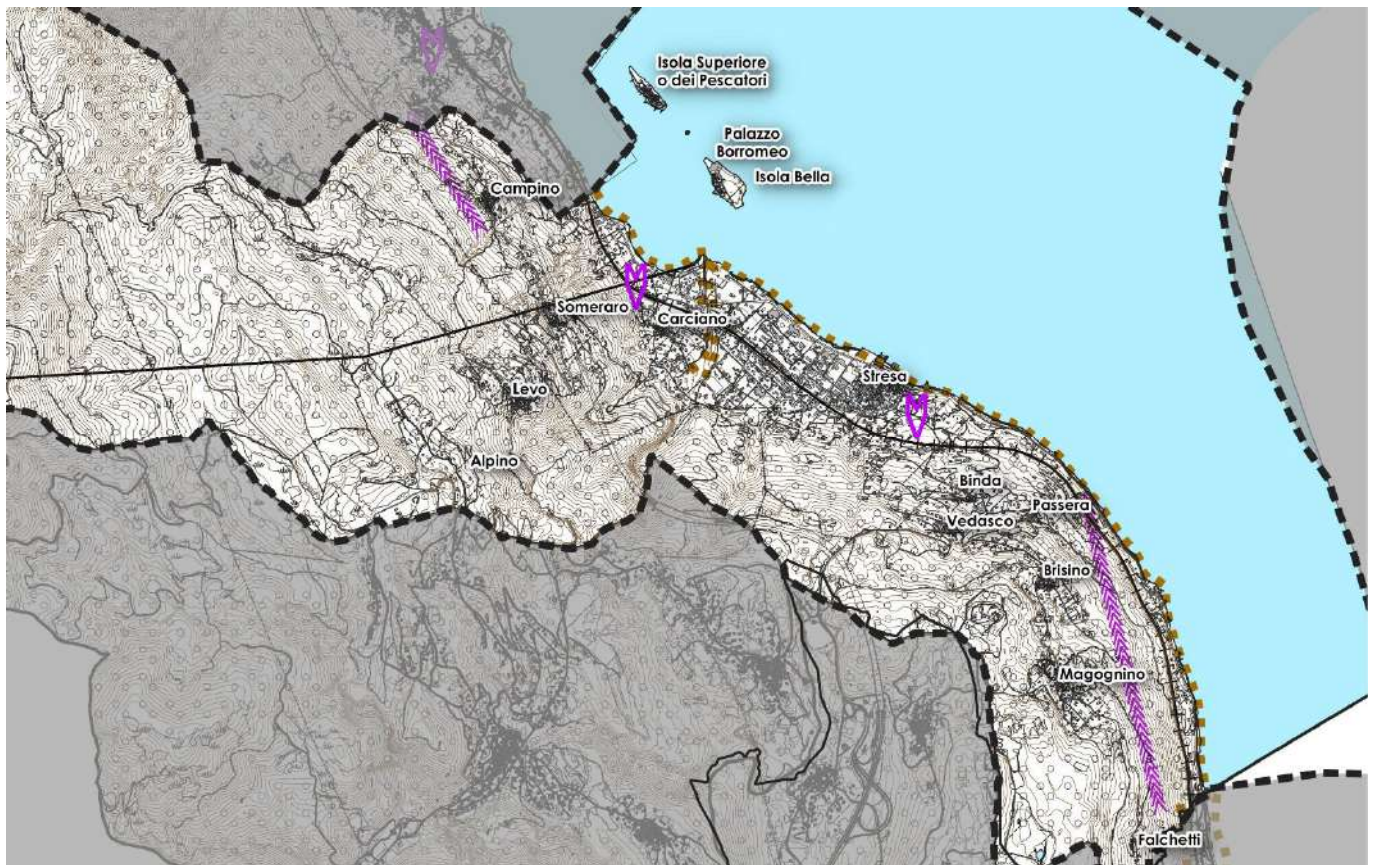 Isola Superiore
o dei Pescatori
Palazzo
Borromeo
Isola Bella
Campino
Someraro
Carciano
Levo
Stresa
Alpino
Binda
Passera
Vedasco
Brisino
Magognino
Falchetti